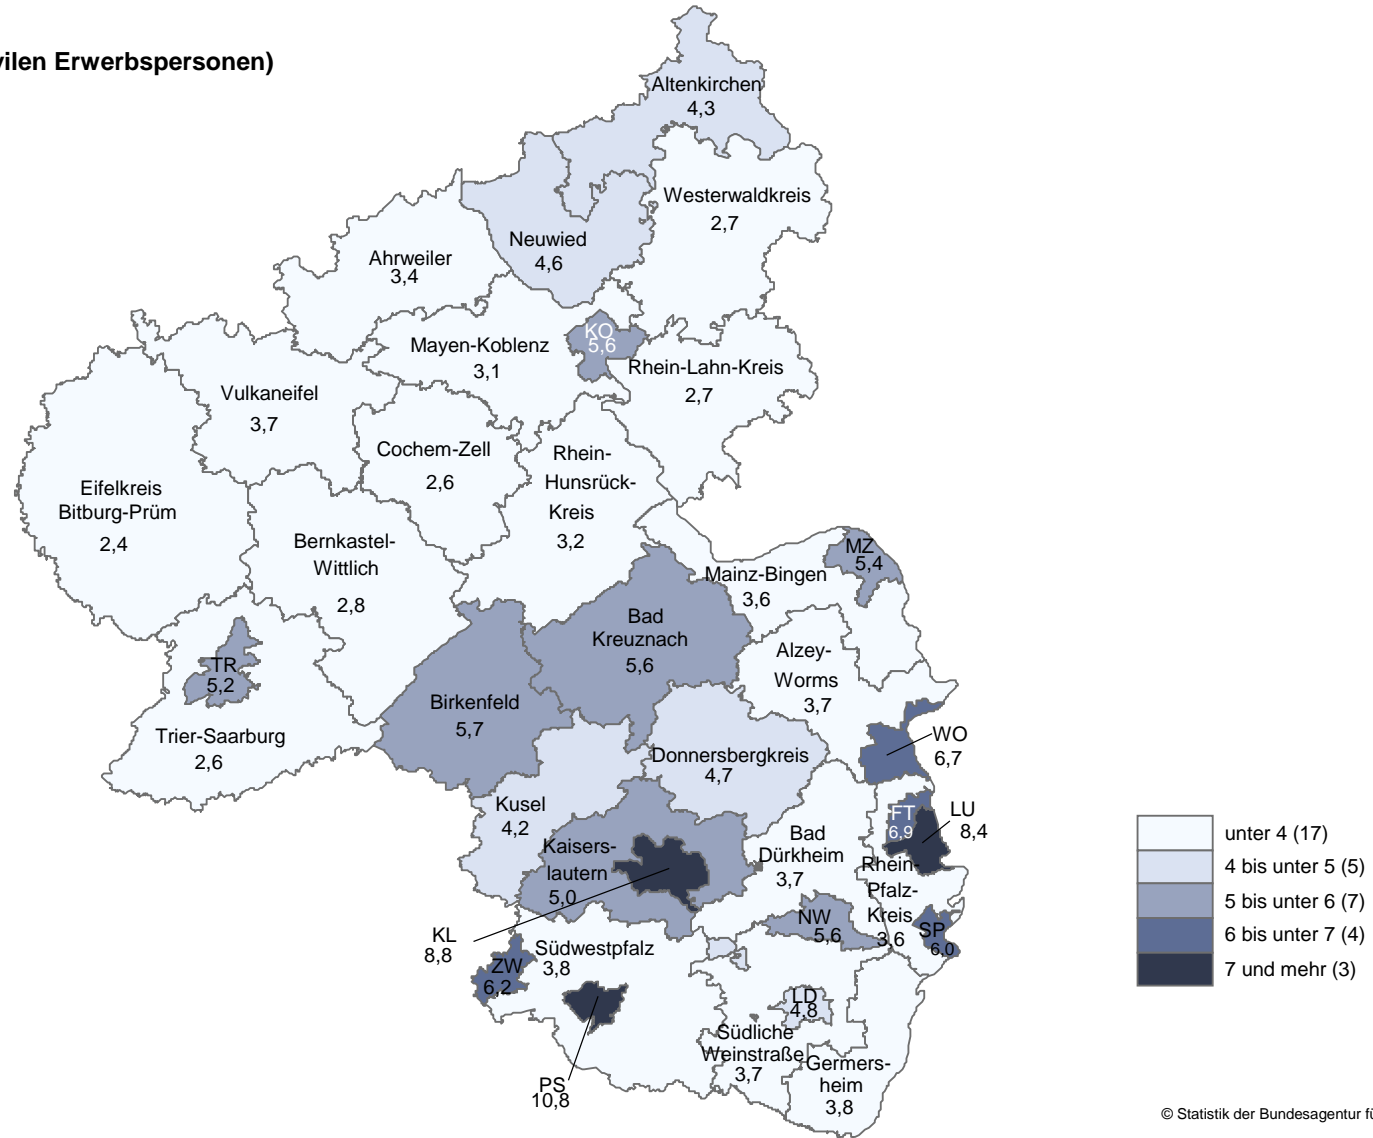 vilen Erwerbspersonen)
Altenkirchen
4,3
Westerwaldkreis
2,7
Neuwied
4,6
Ahrweiler
3,4
KO
5,6
Mayen-Koblenz
3,1
Rhein-Lahn-Kreis
2,7
Vulkaneifel
3,7
Cochem-Zell
2,6
Rhein-
Hunsrück-
Kreis
3,2
Eifelkreis
Bitburg-Prüm
2,4
Bernkastel-
Wittlich
2,8
MZ
5,4
Mainz-Bingen
3,6
Bad
Kreuznach
5,6
Alzey-
Worms
3,7
TR
5,2
Trier-Saarburg
2,6
Birkenfeld
5,7
WO
6,7
Donnersbergkreis
4,7
Kusel
4,2
FT
6,9
LU
8,4
Kaisers-
lautern
5,0
Bad
Dürkheim
3,7
Rhein-
Pfalz-
Kreis
3,6
NW
5,6
SP
6,0
KL
8,8
Südwestpfalz
3,8
ZW
6,2
LD
4,8
Südliche
Weinstraße
3,7
Germers-
heim
3,8
PS
10,8
unter 4 (17)
4 bis unter 5 (5)
5 bis unter 6 (7)
6 bis unter 7 (4)
7 und mehr (3)
© Statistik der Bundesagentur fü